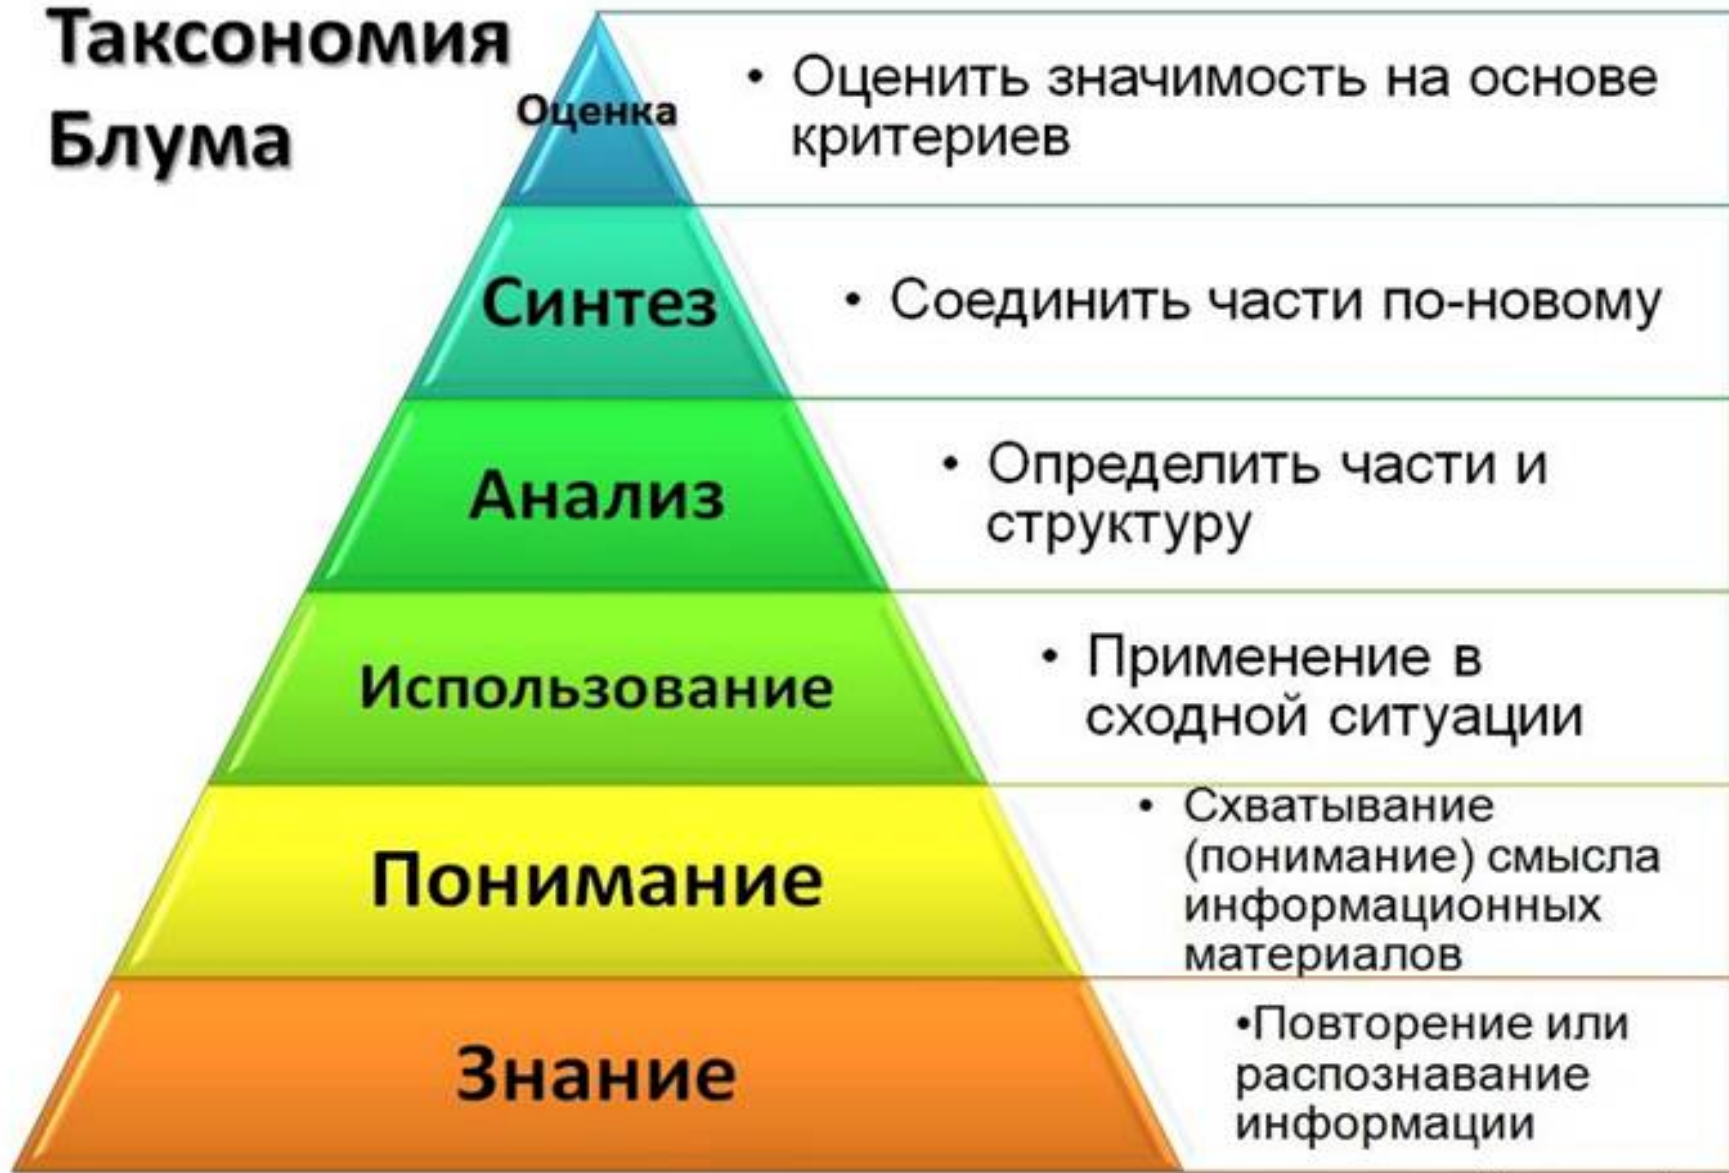 Таксономия
Блума
Оценка
• Оценить значимость на основе
критериев
Синтез
• Соединить части по-новому
Анализ
• Определить части и
структуру
Использование
• Применение в
сходной ситуации
Понимание
• Схватывание
(понимание) смысла
информационных
материалов
Знание
•Повторение или
распознавание
информации